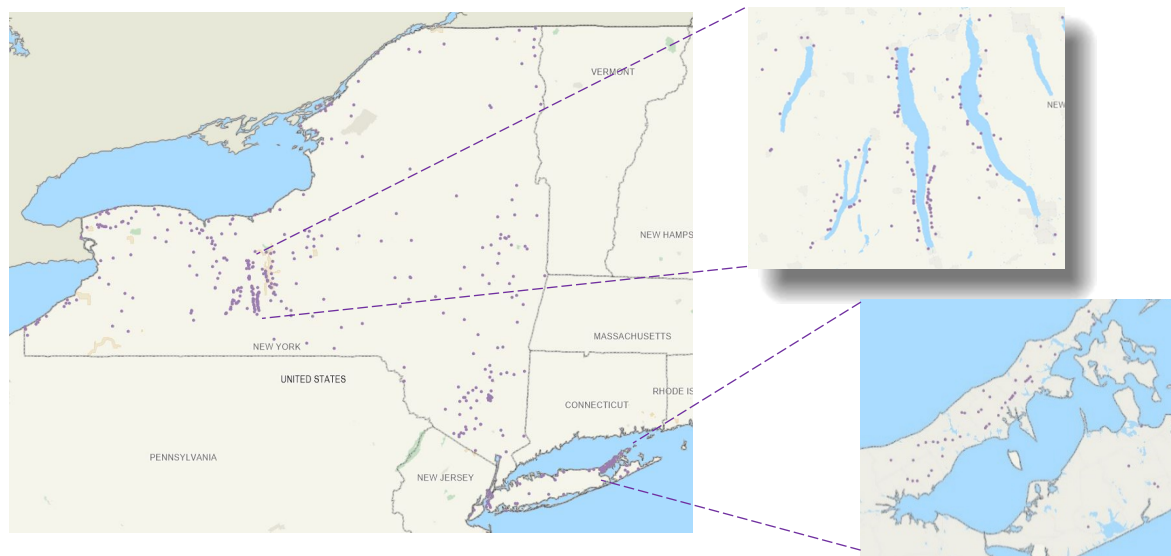 VERMONT
NEW
NEW HAMPS
NEW YORK
MASSACHUSETTS
UNITED STATES
RHODE IS
CONNECTICUT
PENNSYLVANIA
NEW JERSEY